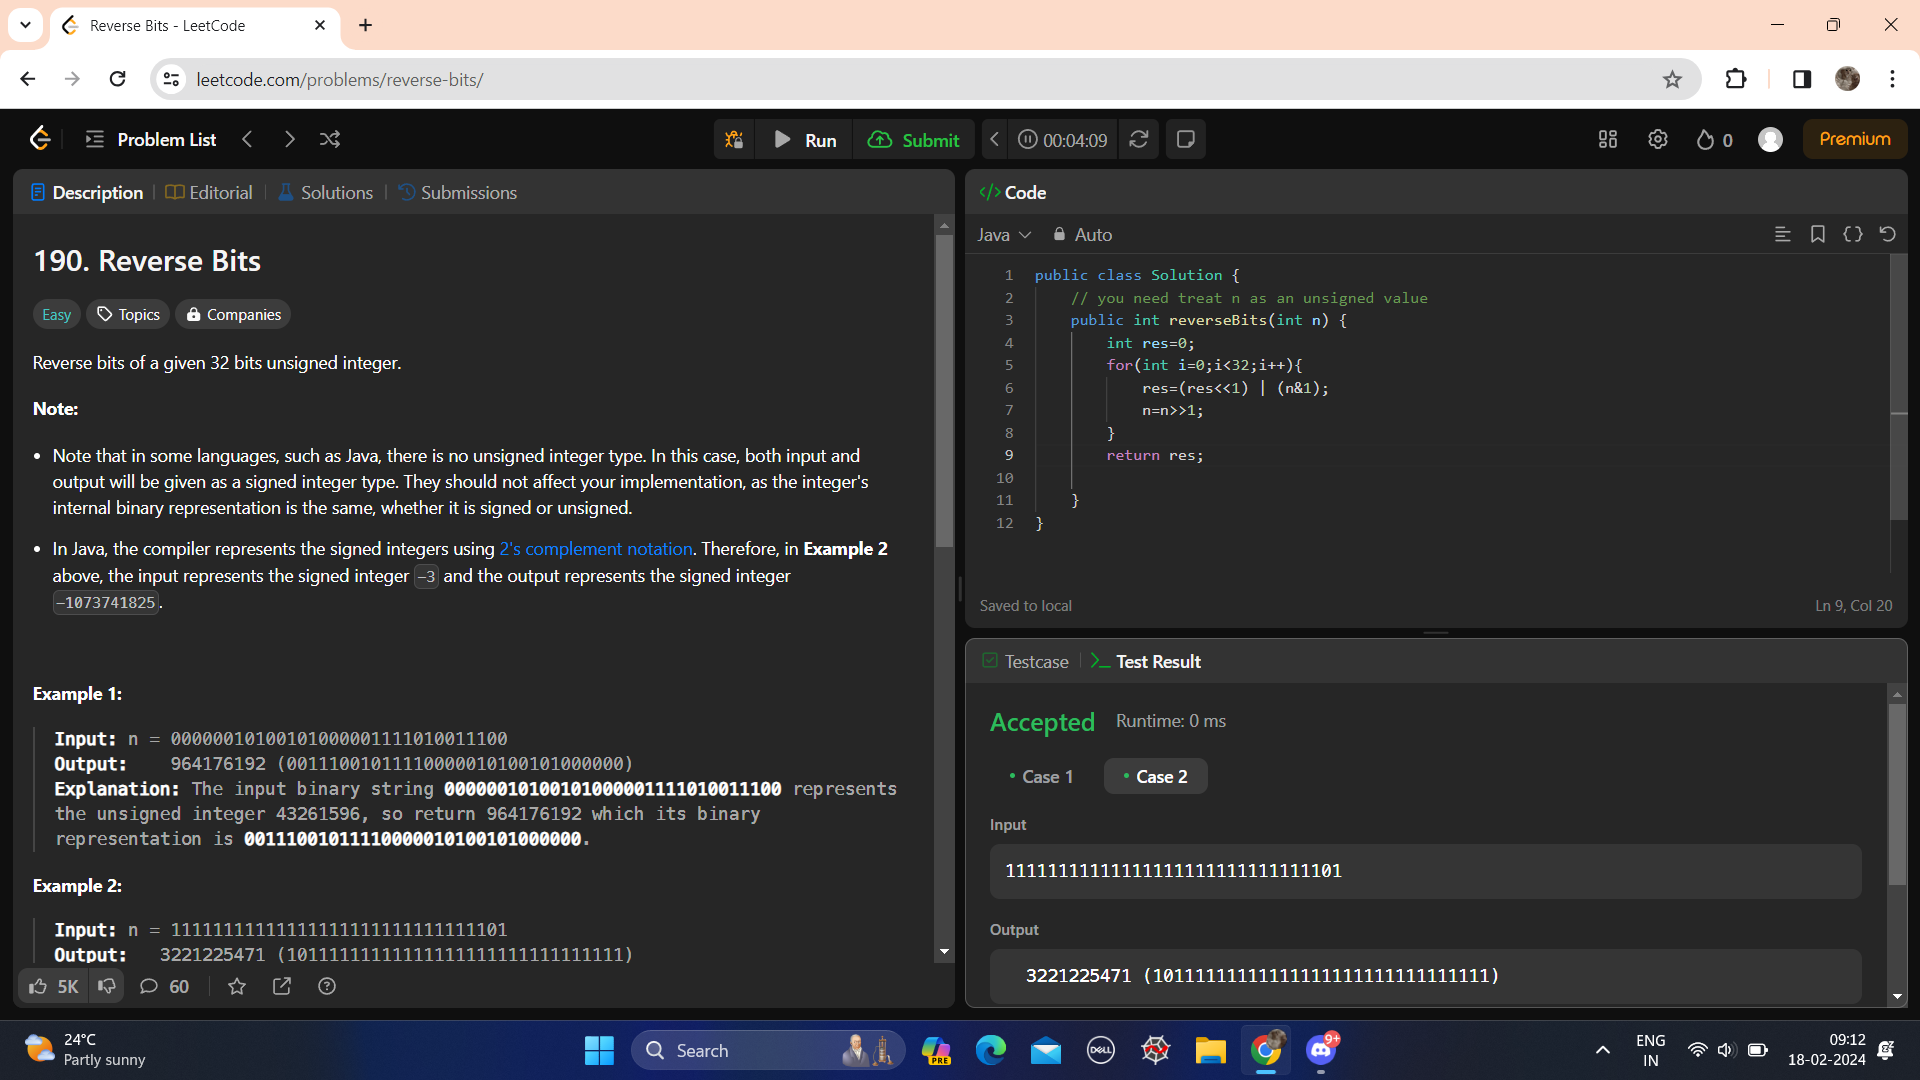 Reverse Bits - LeetCode
leetcode.com/problems/reverse-bits/
Problem List
Run
Submit
00:04:09
0
Premium
Description
Editorial
Solutions
Submissions
190. Reverse Bits
Easy
Topics
Companies
Reverse bits of a given 32 bits unsigned integer.
Note:
• Note that in some languages, such as Java, there is no unsigned integer type. In this case, both input and
output will be given as a signed integer type. They should not affect your implementation, as the integer's
internal binary representation is the same, whether it is signed or unsigned.
• In Java, the compiler represents the signed integers using 2's complement notation. Therefore, in Example 2
above, the input represents the signed integer -3 and the output represents the signed integer
-1073741825.
Example 1:
Input: n = 00000010100101000001111010011100
Output:    964176192 (00111001011110000010100101000000)
Explanation: The input binary string 00000010100101000001111010011100 represents
the unsigned integer 43261596, so return 964176192 which its binary
representation is 00111001011110000010100101000000.
Example 2:
Input: n = 11111111111111111111111111111101
Output:   3221225471 (10111111111111111111111111111111)
5K
60
</> Code
Java
Auto
1 public class Solution {
2     // you need treat n as an unsigned value
3     public int reverseBits(int n) {
4         int res=0;
5         for(int i=0;i<32;i++){
6             res=(res<<1) | (n&1);
7             n=n>>1;
8         }
9         return res;
10
11     }
12 }
Saved to local
Ln 9, Col 20
Testcase
Test Result
Accepted
Runtime: 0 ms
• Case 1
• Case 2
Input
11111111111111111111111111111101
Output
3221225471 (10111111111111111111111111111111)
24°C
Partly sunny
Search
PRE
DELL
9+
ENG
IN
09:12
18-02-2024